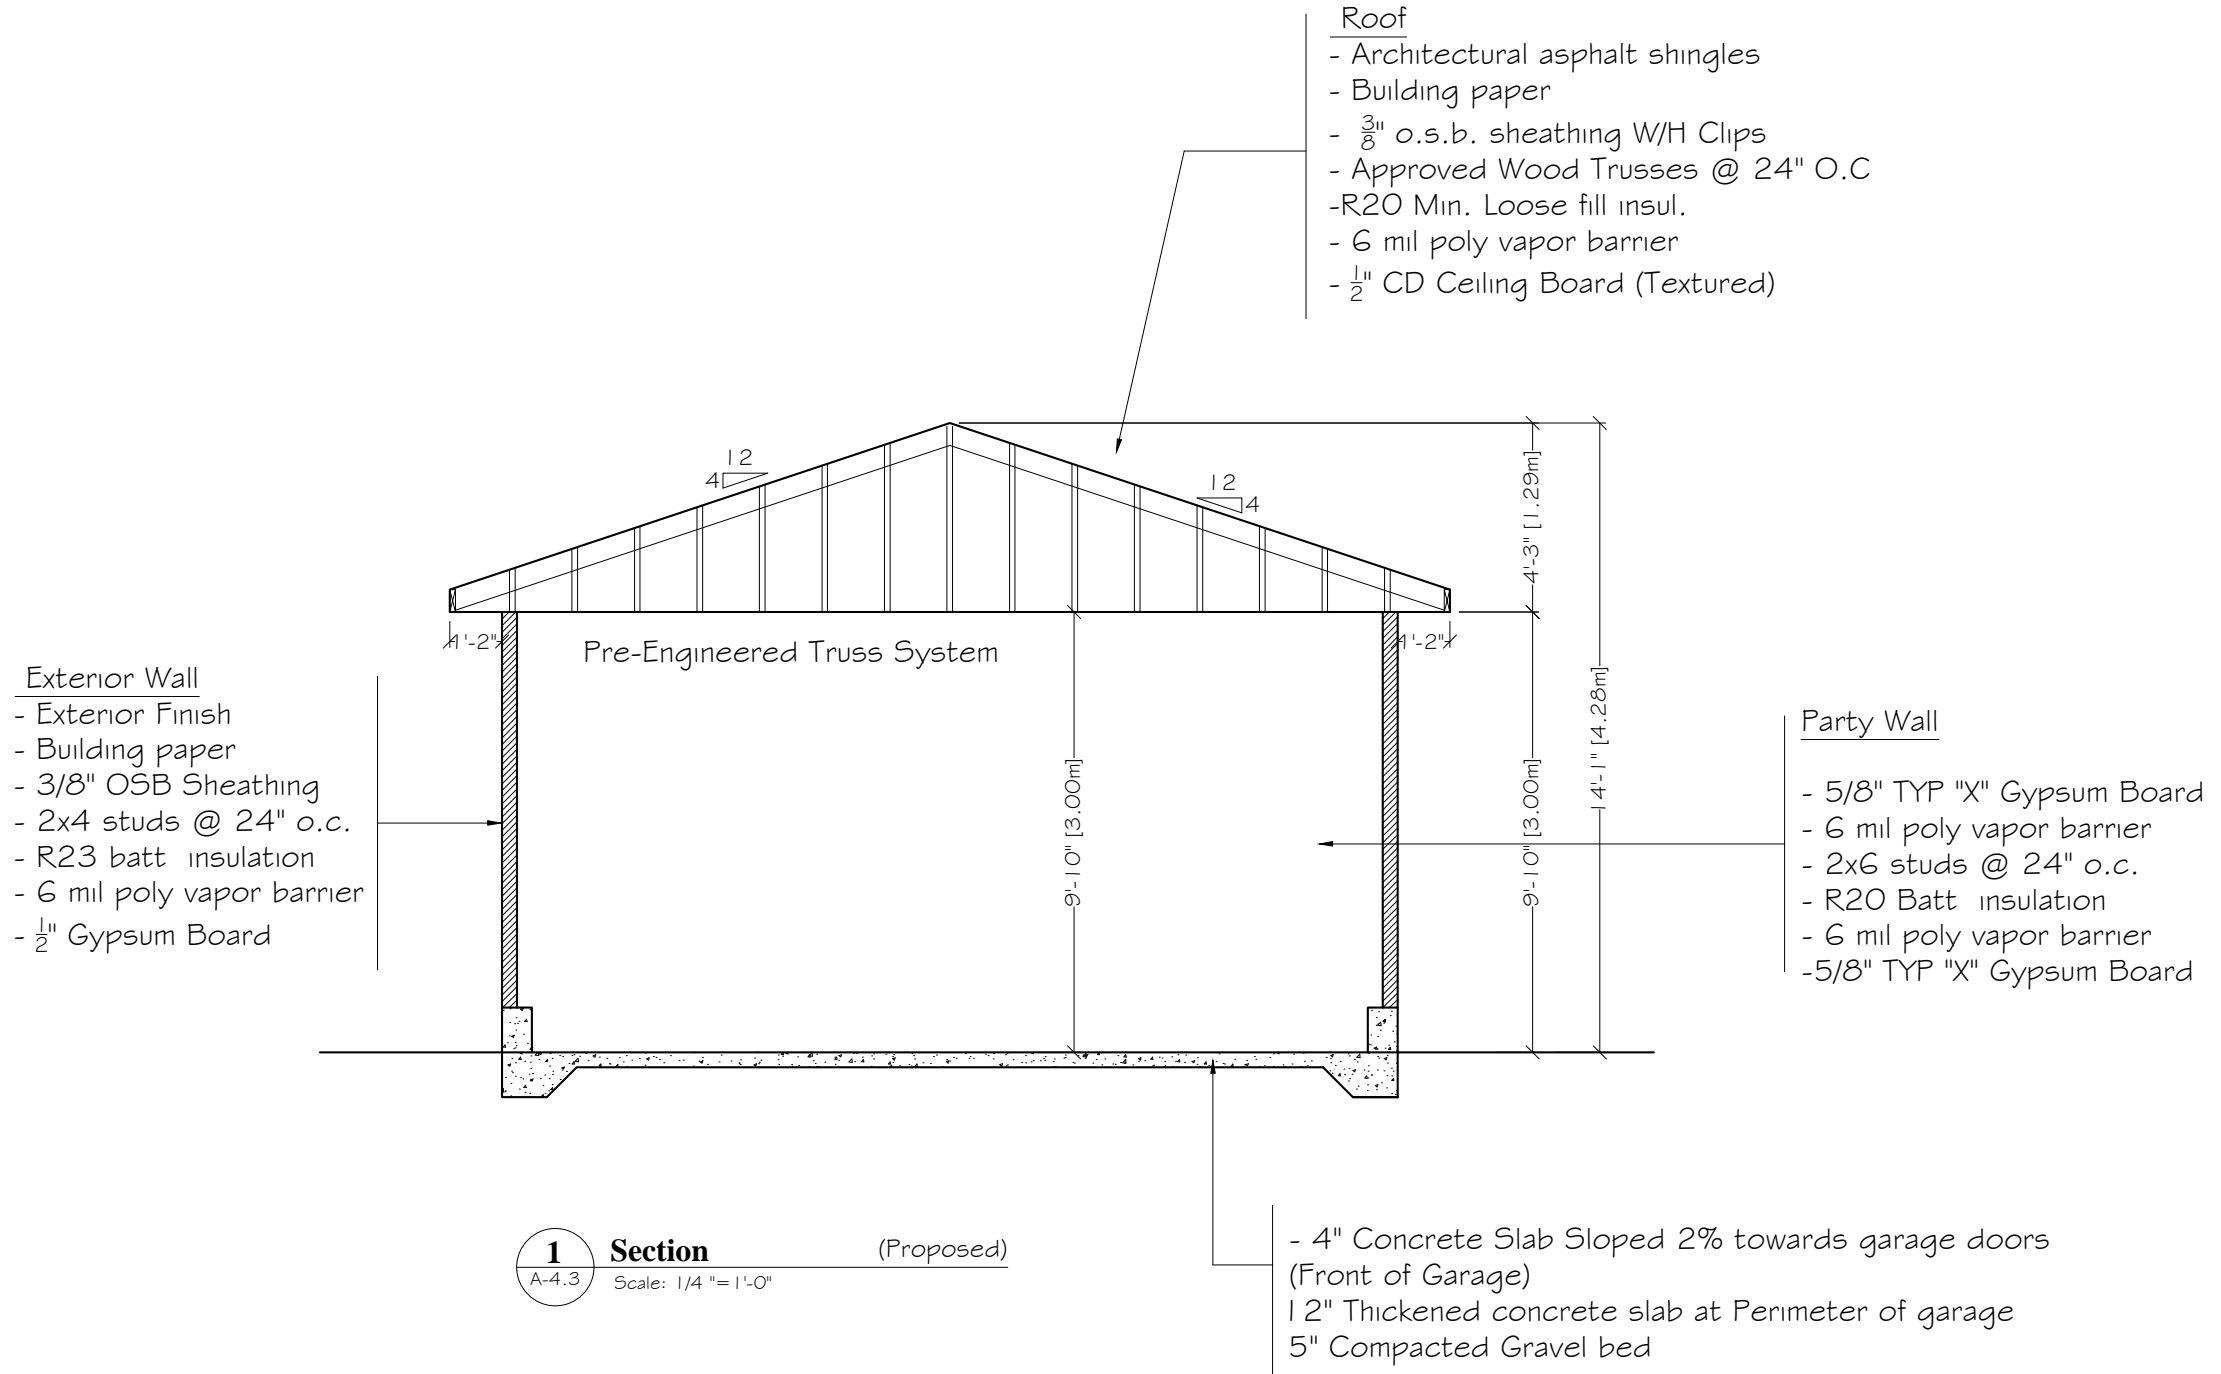 Roof
- Architectural asphalt shingles
- Building paper
- 3/8" o.s.b. sheathing W/H Clips
- Approved Wood Trusses @ 24" O.C
-R20 Min. Loose fill insul.
- 6 mil poly vapor barrier
- 1/2" CD Ceiling Board (Textured)
12
4
12
4
4'-3" [1.29m]
1'-2"
1'-2"
Pre-Engineered Truss System
Exterior Wall
- Exterior Finish
- Building paper
- 3/8" OSB Sheathing
- 2x4 studs @ 24" o.c.
- R23 batt insulation
- 6 mil poly vapor barrier
- 1/2" Gypsum Board
9'-10" [3.00m]
9'-10" [3.00m]
14'-1" [4.28m]
Party Wall
- 5/8" TYP "X" Gypsum Board
- 6 mil poly vapor barrier
- 2x6 studs @ 24" o.c.
- R20 Batt insulation
- 6 mil poly vapor barrier
-5/8" TYP "X" Gypsum Board
1
A-4.3
Section (Proposed)
Scale: 1/4 "=1'-0"
- 4" Concrete Slab Sloped 2% towards garage doors
(Front of Garage)
12" Thickened concrete slab at Perimeter of garage
5" Compacted Gravel bed